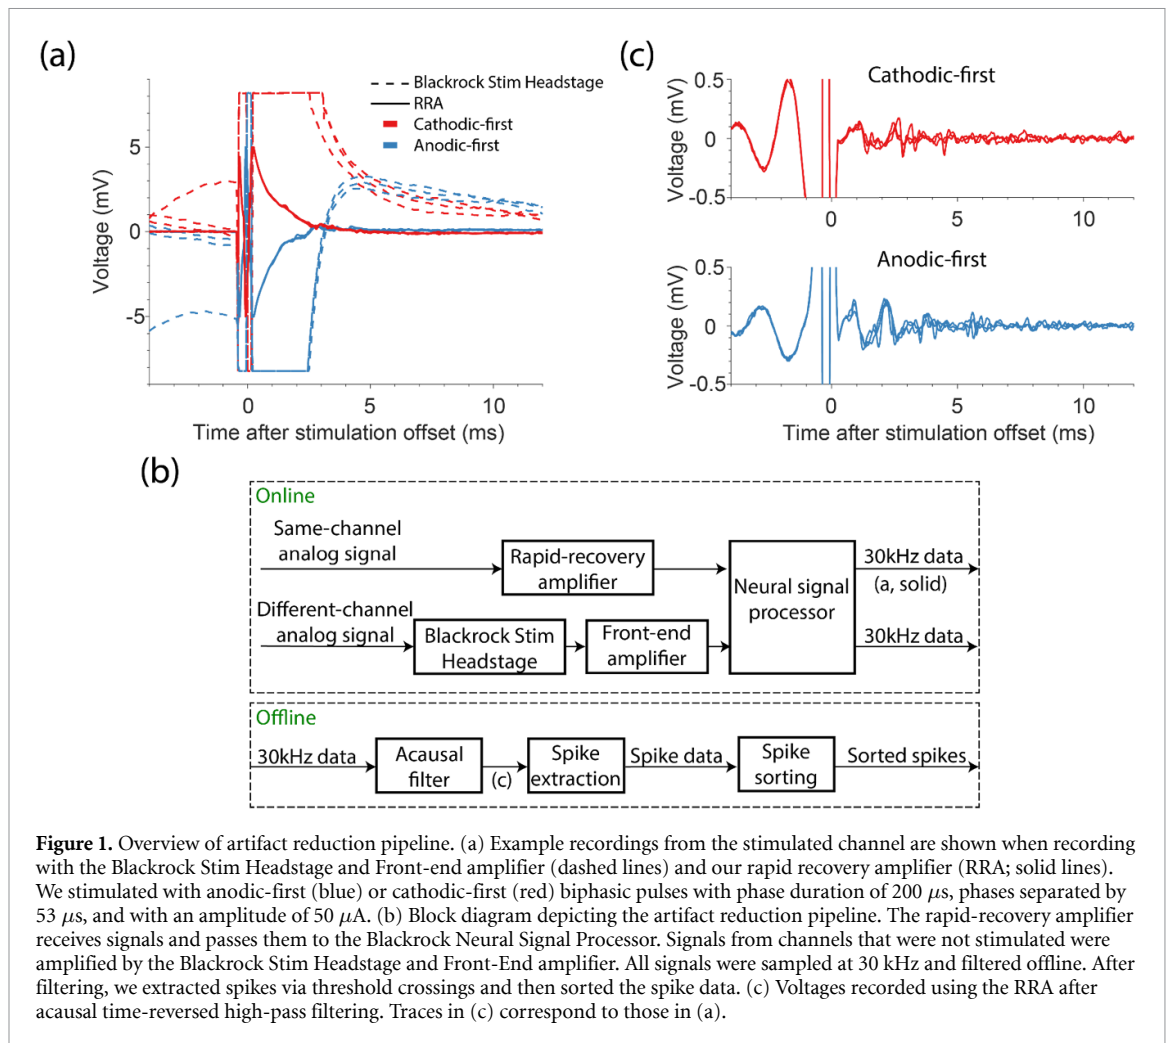 (a)
Blackrock Stim Headstage
RRA
Cathodic-first
Anodic-first
5
0
-5
Voltage (mV)
0
5
10
Time after stimulation offset (ms)
(c)
Cathodic-first
0.5
0
-0.5
Voltage (mV)
0
5
10
Anodic-first
0.5
0
-0.5
Voltage (mV)
0
5
10
Time after stimulation offset (ms)
(b)
Online
Same-channel
analog signal
Rapid-recovery
amplifier
Neural signal
processor
30kHz data
(a, solid)
Different-channel
analog signal
Blackrock Stim
Headstage
Front-end
amplifier
30kHz data
Offline
30kHz data
Acausal
filter
(c)
Spike
extraction
Spike data
Spike
sorting
Sorted spikes
Figure 1. Overview of artifact reduction pipeline. (a) Example recordings from the stimulated channel are shown when recording
with the Blackrock Stim Headstage and Front-end amplifier (dashed lines) and our rapid recovery amplifier (RRA; solid lines).
We stimulated with anodic-first (blue) or cathodic-first (red) biphasic pulses with phase duration of 200 μs, phases separated by
53 μs, and with an amplitude of 50 μA. (b) Block diagram depicting the artifact reduction pipeline. The rapid-recovery amplifier
receives signals and passes them to the Blackrock Neural Signal Processor. Signals from channels that were not stimulated were
amplified by the Blackrock Stim Headstage and Front-End amplifier. All signals were sampled at 30 kHz and filtered offline. After
filtering, we extracted spikes via threshold crossings and then sorted the spike data. (c) Voltages recorded using the RRA after
acausal time-reversed high-pass filtering. Traces in (c) correspond to those in (a).